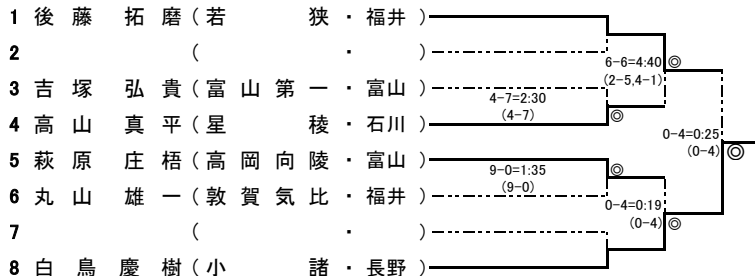 1 後藤 拓磨(若 狭・福井)
2 ( ・ )
6-6=4:40 ◎
(2-5,4-1)
3 吉塚 弘貴(富山第一・富山)
4-7=2:30
(4-7)
4 高山 真平(星 稜・石川) ◎
0-4=0:25
(0-4) ◎
5 萩原 庄梧(高岡向陵・富山)
9-0=1:35 ◎
(9-0)
6 丸山 雄一(敦賀気比・福井)
0-4=0:19
(0-4) ◎
7 ( ・ )
8 白鳥 慶樹(小 諸・長野)